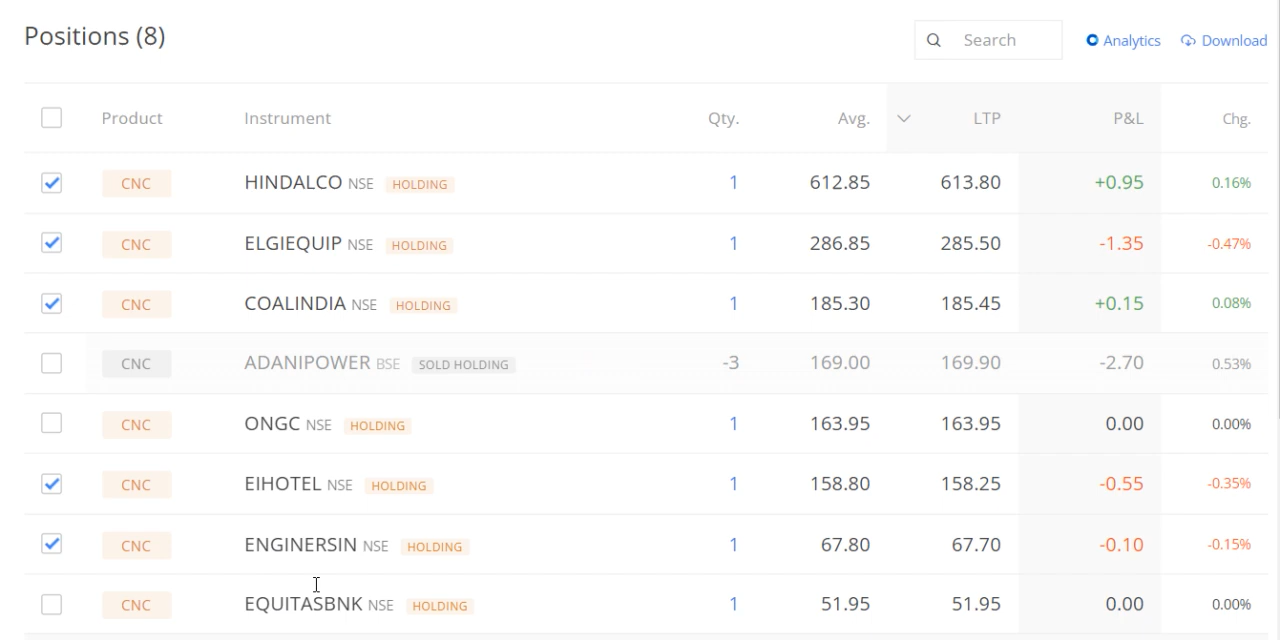 Positions (8) Search Analytics Download
Product Instrument Qty. Avg. LTP P&L Chg.
CNC HINDALCO NSE HOLDING 1 612.85 613.80 +0.95 0.16%
CNC ELGIEQUIP NSE HOLDING 1 286.85 285.50 -1.35 -0.47%
CNC COALINDIA NSE HOLDING 1 185.30 185.45 +0.15 0.08%
CNC ADANIPOWER BSE SOLD HOLDING -3 169.00 169.90 -2.70 0.53%
CNC ONGC NSE HOLDING 1 163.95 163.95 0.00 0.00%
CNC EIHOTEL NSE HOLDING 1 158.80 158.25 -0.55 -0.35%
CNC ENGINERSIN NSE HOLDING 1 67.80 67.70 -0.10 -0.15%
CNC EQUITASBNK NSE HOLDING 1 51.95 51.95 0.00 0.00%